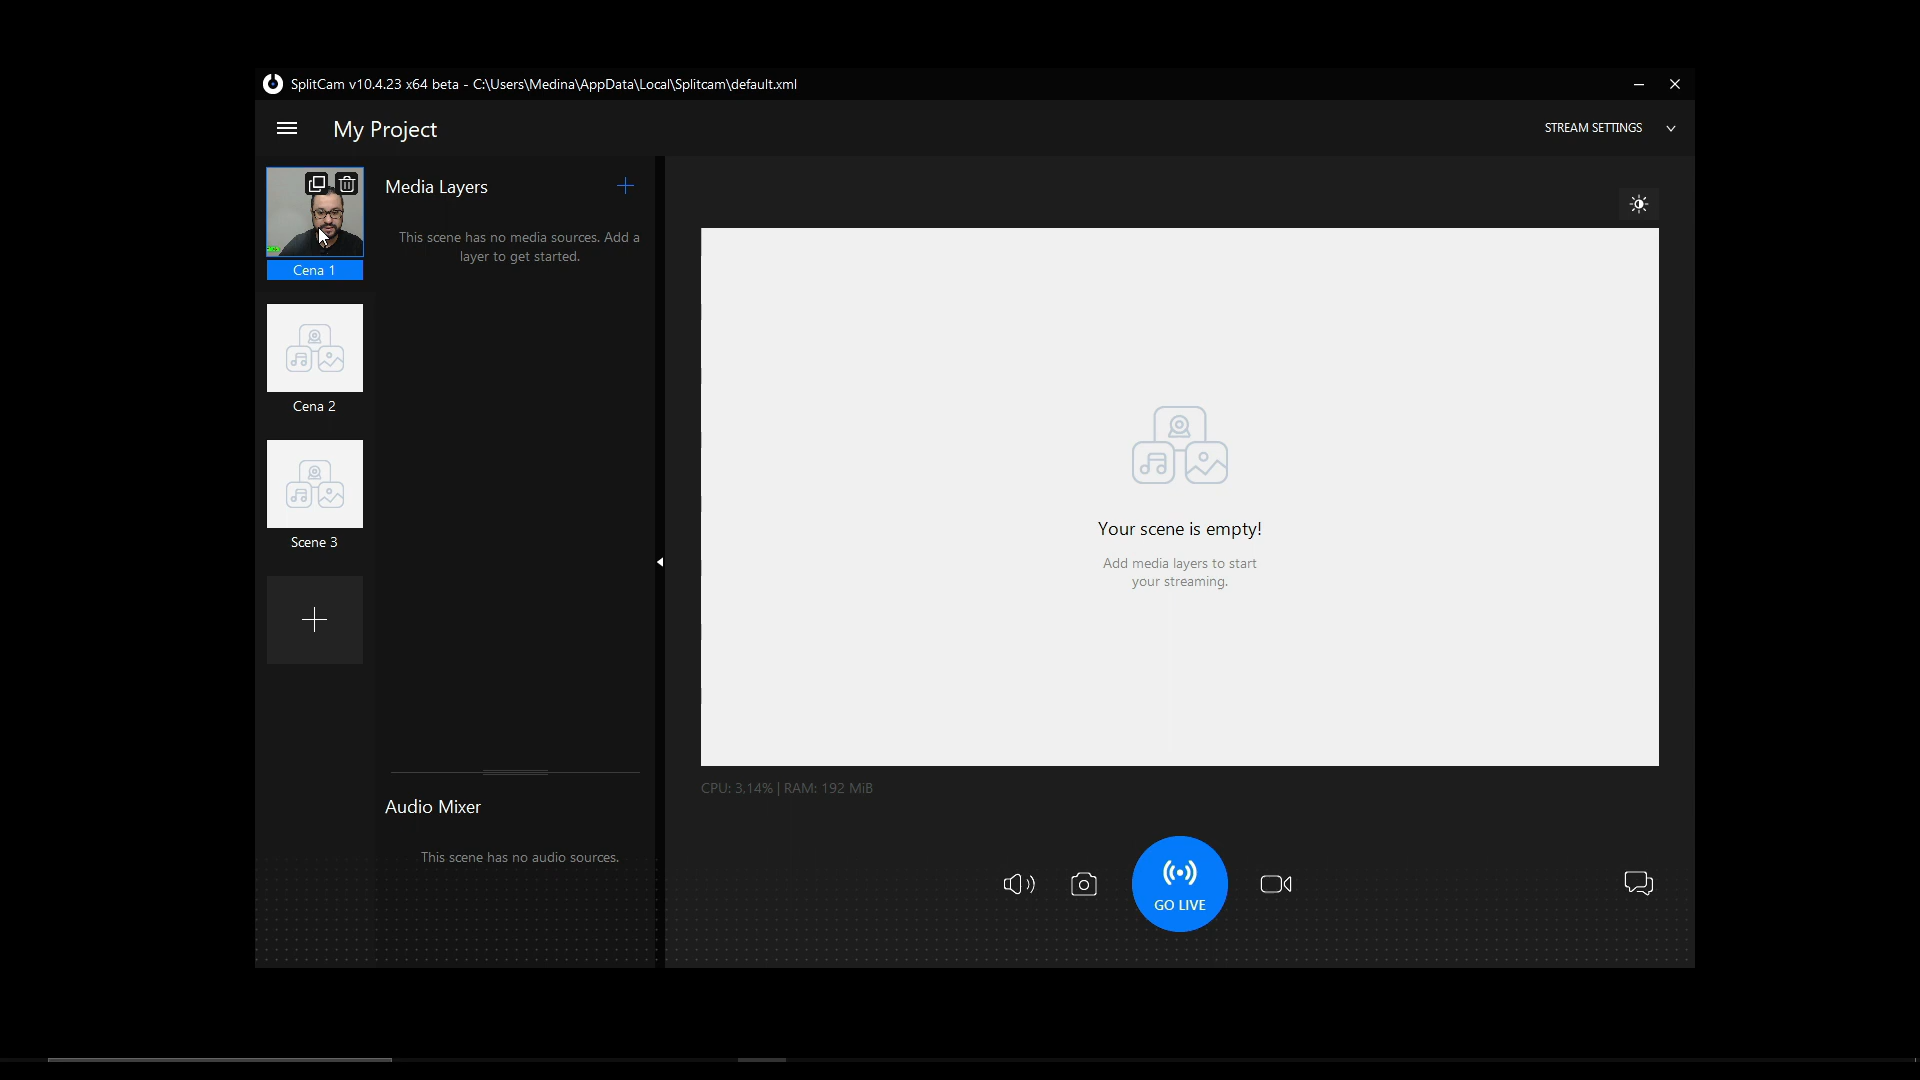 SplitCam v10.4.23 x64 beta - C:\Users\Medina\AppData\Local\Splitcam\default.xml
My Project
STREAM SETTINGS
Cena 1
Cena 2
Scene 3
Media Layers
This scene has no media sources. Add a
layer to get started.
Audio Mixer
This scene has no audio sources.
Your scene is empty!
Add media layers to start
your streaming.
CPU: 3,14% | RAM: 192 MiB
GO LIVE